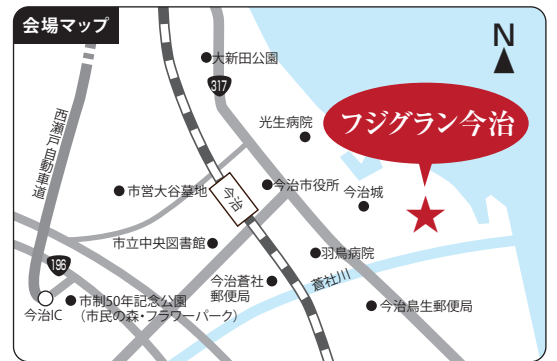 会場マップ
N
大新田公園
317
光生病院
フジグラン今治
西瀬戸自動車道
市営大谷墓地
今治
今治市役所
今治城
市立中央図書館
羽鳥病院
196
今治蒼社
郵便局
蒼社川
今治IC
市制50年記念公園
（市民の森・フラワーパーク）
今治鳥生郵便局